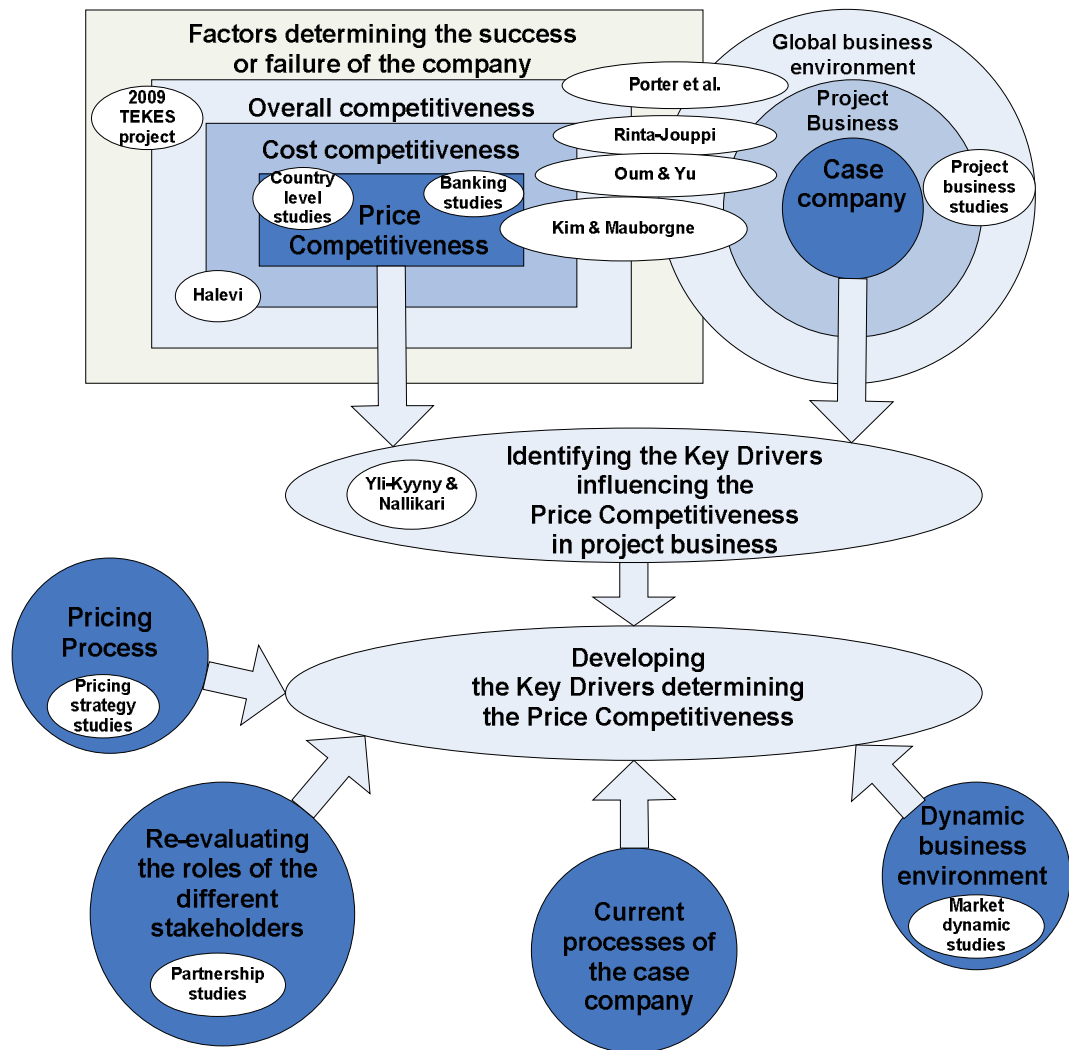 Factors determining the success
or failure of the company
2009
TEKES
project
Overall competitiveness
Cost competitiveness
Country
level
studies
Banking
studies
Price
Competitiveness
Halevi
Porter et al.
Rinta-Jouppi
Oum & Yu
Kim & Mauborgne
Global business
environment
Project
Business
Case
company
Project
business
studies
Identifying the Key Drivers
influencing the
Price Competitiveness
in project business
Yli-Kyyny &
Nallikari
Pricing
Process
Pricing
strategy
studies
Developing
the Key Drivers determining
the Price Competitiveness
Re-evaluating
the roles of the
different
stakeholders
Partnership
studies
Current
processes of
the case
company
Dynamic
business
environment
Market
dynamic
studies